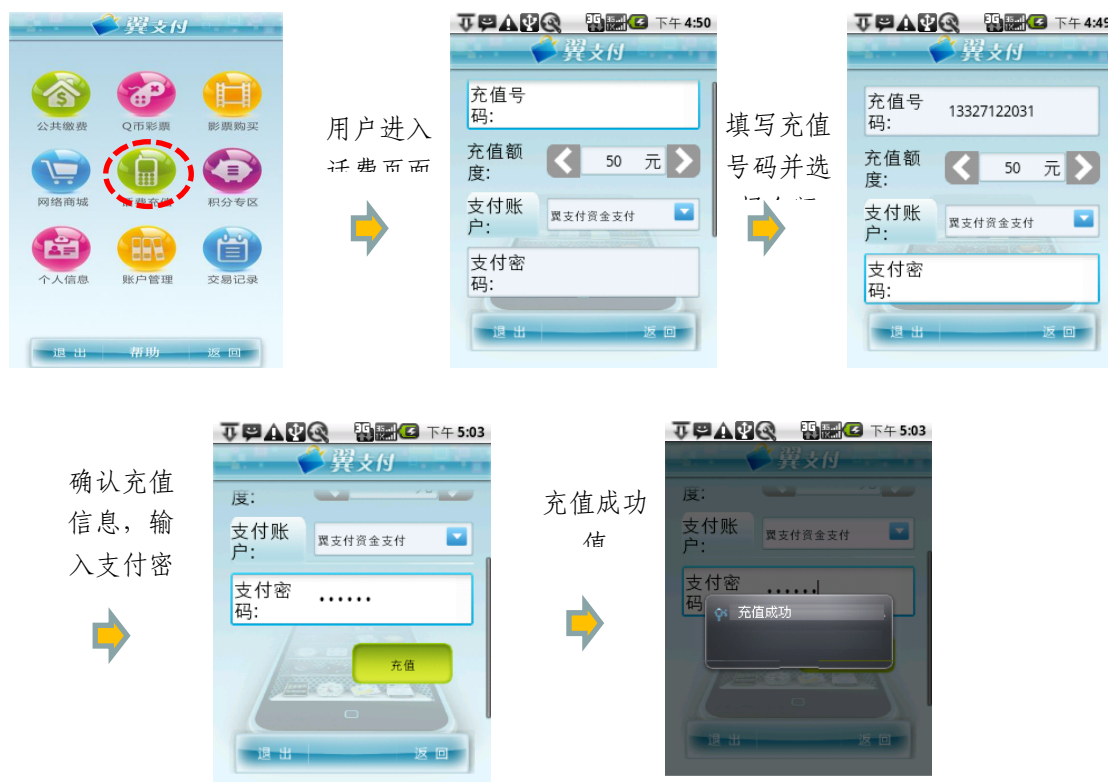 翼支付
公共缴费
Q币彩票
影票购买
网络商城
话费充值
积分专区
个人信息
账户管理
交易记录
退出
帮助
返回
用户进入
话费页面
下午 4:50
翼支付
充值号
码:
充值额
度:
50 元
支付账
户:
翼支付资金支付
支付密
码:
退出
返回
填写充值
号码并选
下午 4:49
翼支付
充值号
码:
13327122031
充值额
度:
50 元
支付账
户:
翼支付资金支付
支付密
码:
退出
返回
确认充值
信息，输
入支付密
下午 5:03
翼支付
度:
支付账
户:
翼支付资金支付
支付密
码:
......
充值
退出
返回
充值成功
值
下午 5:03
翼支付
度:
支付账
户:
翼支付资金支付
支付密
码
......
OK 充值成功
退出
返回